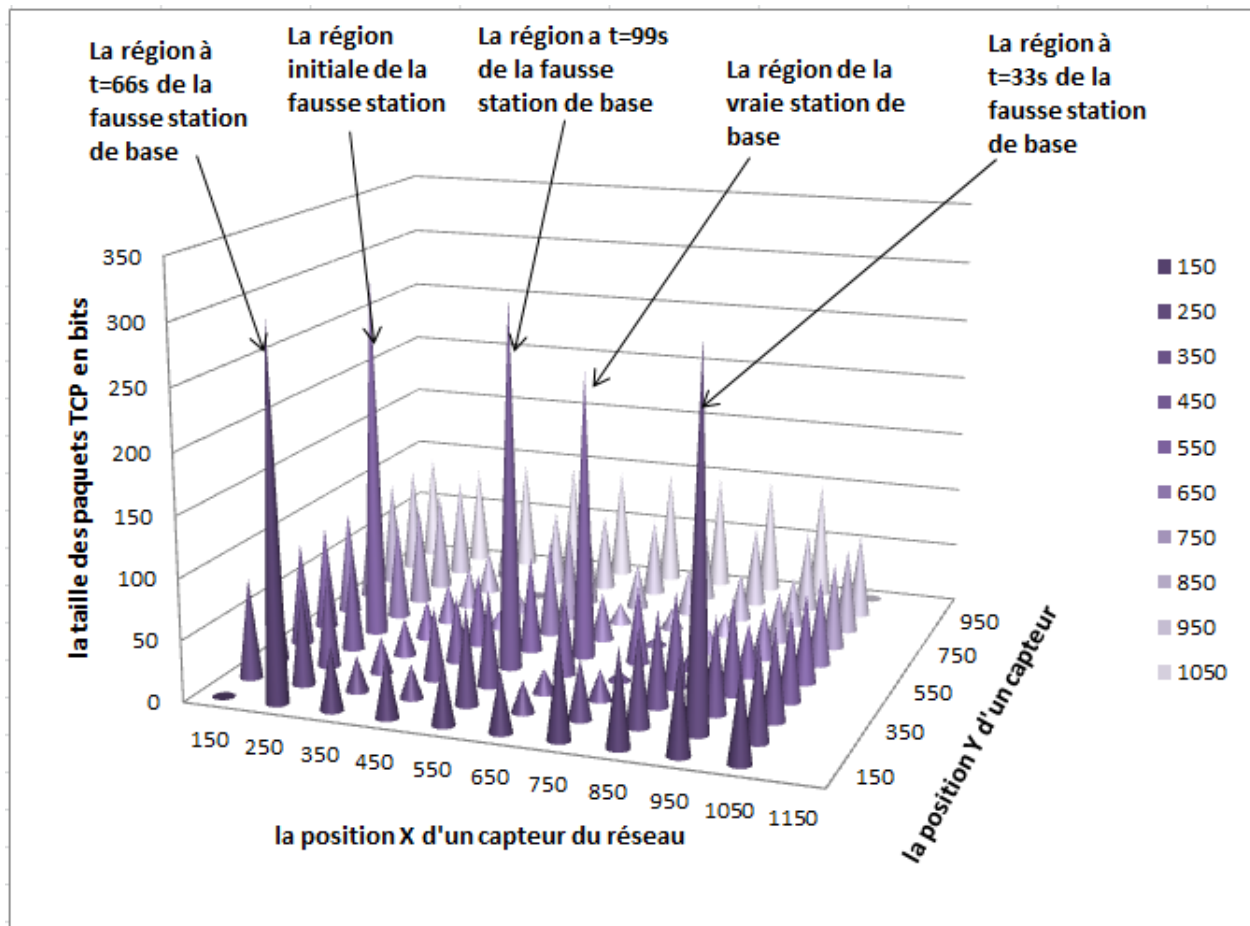 La région à
t=66s de la
fausse station
de base
La région
initiale de la
fausse station
La région a t=99s
de la fausse
station de base
La région de la
vraie station de
base
La région à
t=33s de la
fausse station
de base
la taille des paquets TCP en bits
350
300
250
200
150
100
50
0
150
250
350
450
550
650
750
850
950
1050
1150
la position X d'un capteur du réseau
150
350
550
750
950
la position Y d'un capteur
150
250
350
450
550
650
750
850
950
1050